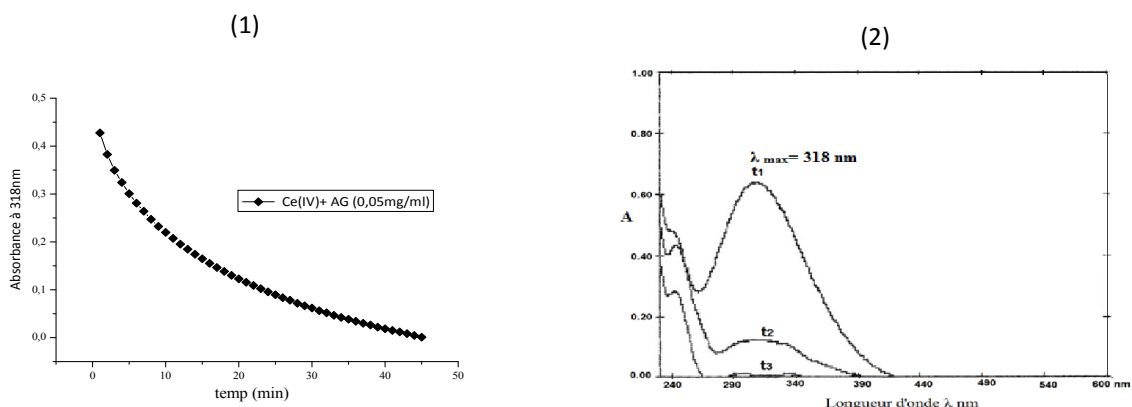 (1)
0,5
0,4
0,3
0,2
0,1
0,0
0
10
20
30
40
50
Absorbance à 318nm
temp (min)
Ce(IV)+ AG (0,05mg/ml)
(2)
1.00
0.80
0.60
0.40
0.20
0.00
A
λ max= 318 nm
t1
t2
t3
240
290
340
390
440
490
540
600 nm
Longueur d'onde λ nm